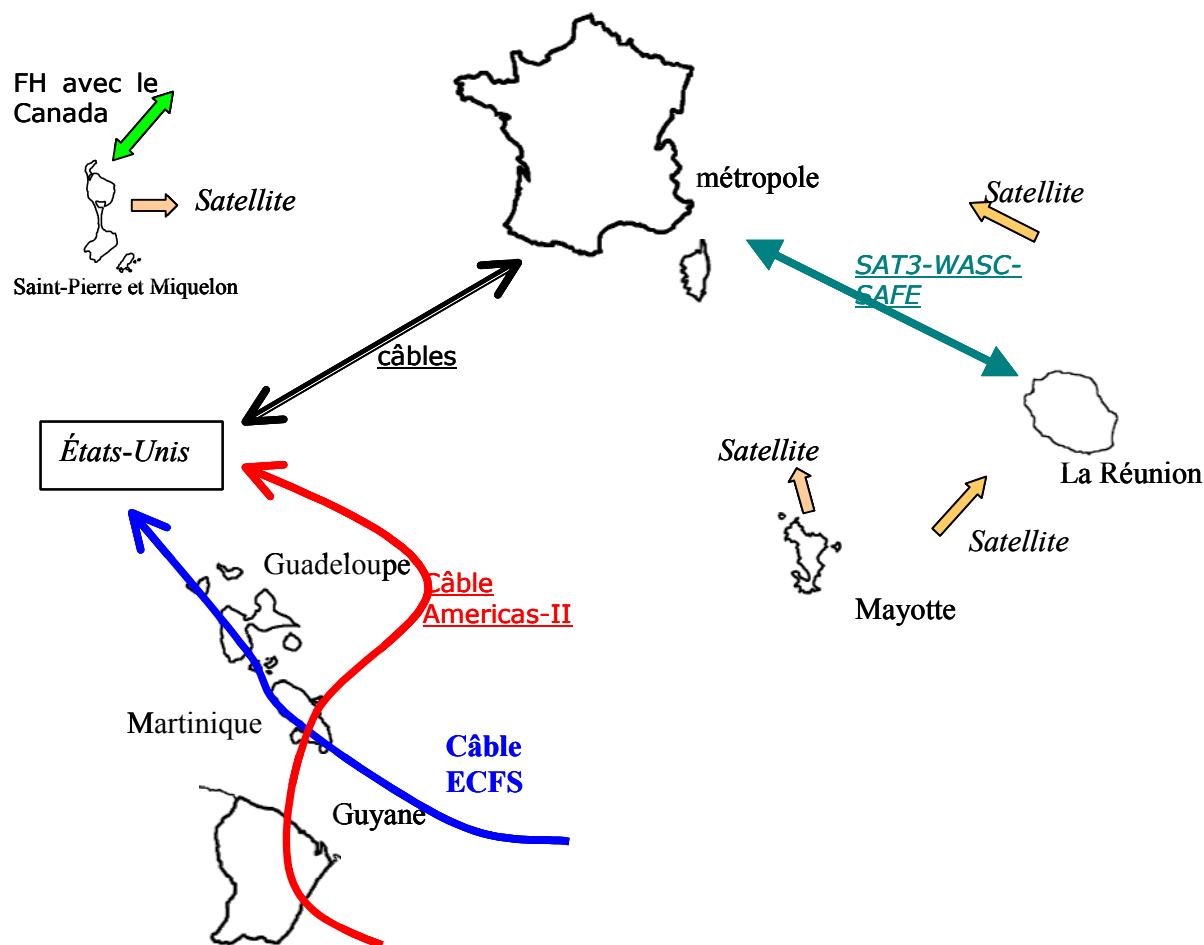 FH avec le
Canada
Satellite
Saint-Pierre et Miquelon
métropole
Satellite
SAT3-WASC-
SAFE
câbles
États-Unis
La Réunion
Satellite
Satellite
Mayotte
Guadeloupe
Câble
Americas-II
Martinique
Câble
ECFS
Guyane